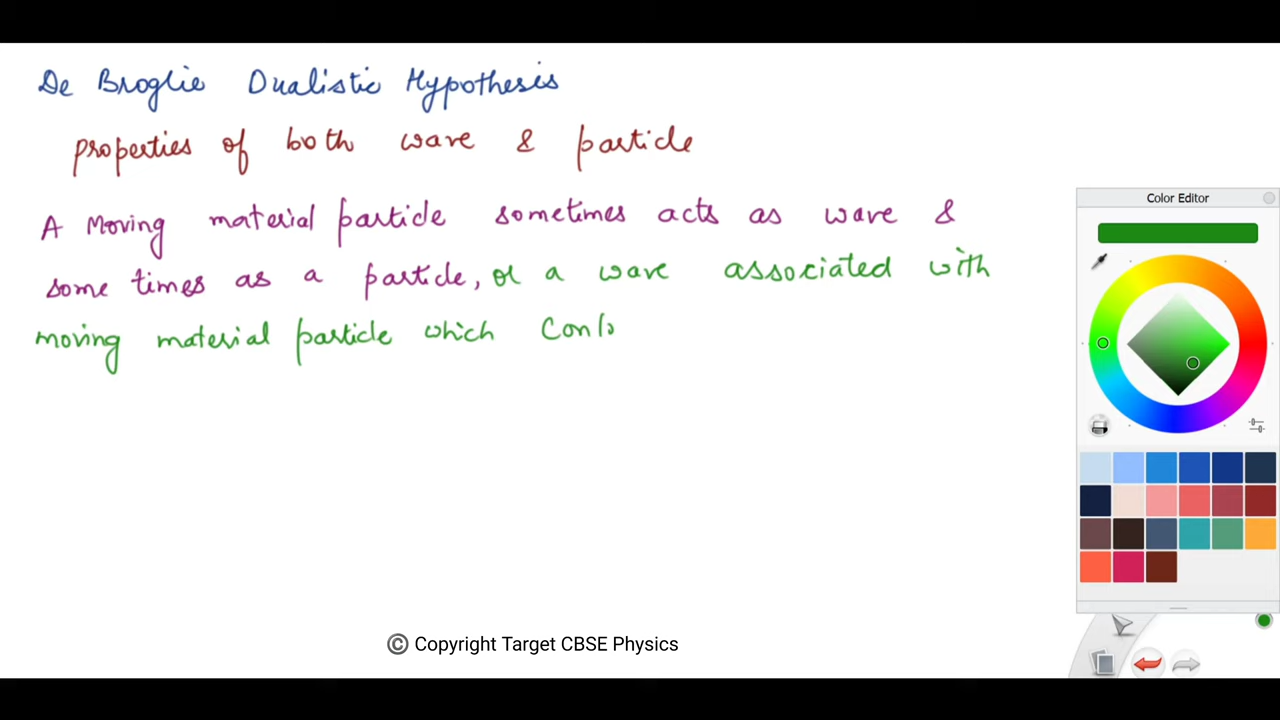 De Broglie Dualistic Hypothesis
properties of both wave & particle
A moving material particle sometimes acts as wave &
some times as a particle, or a wave associated with
moving material particle which
Color Editor
© Copyright Target CBSE Physics